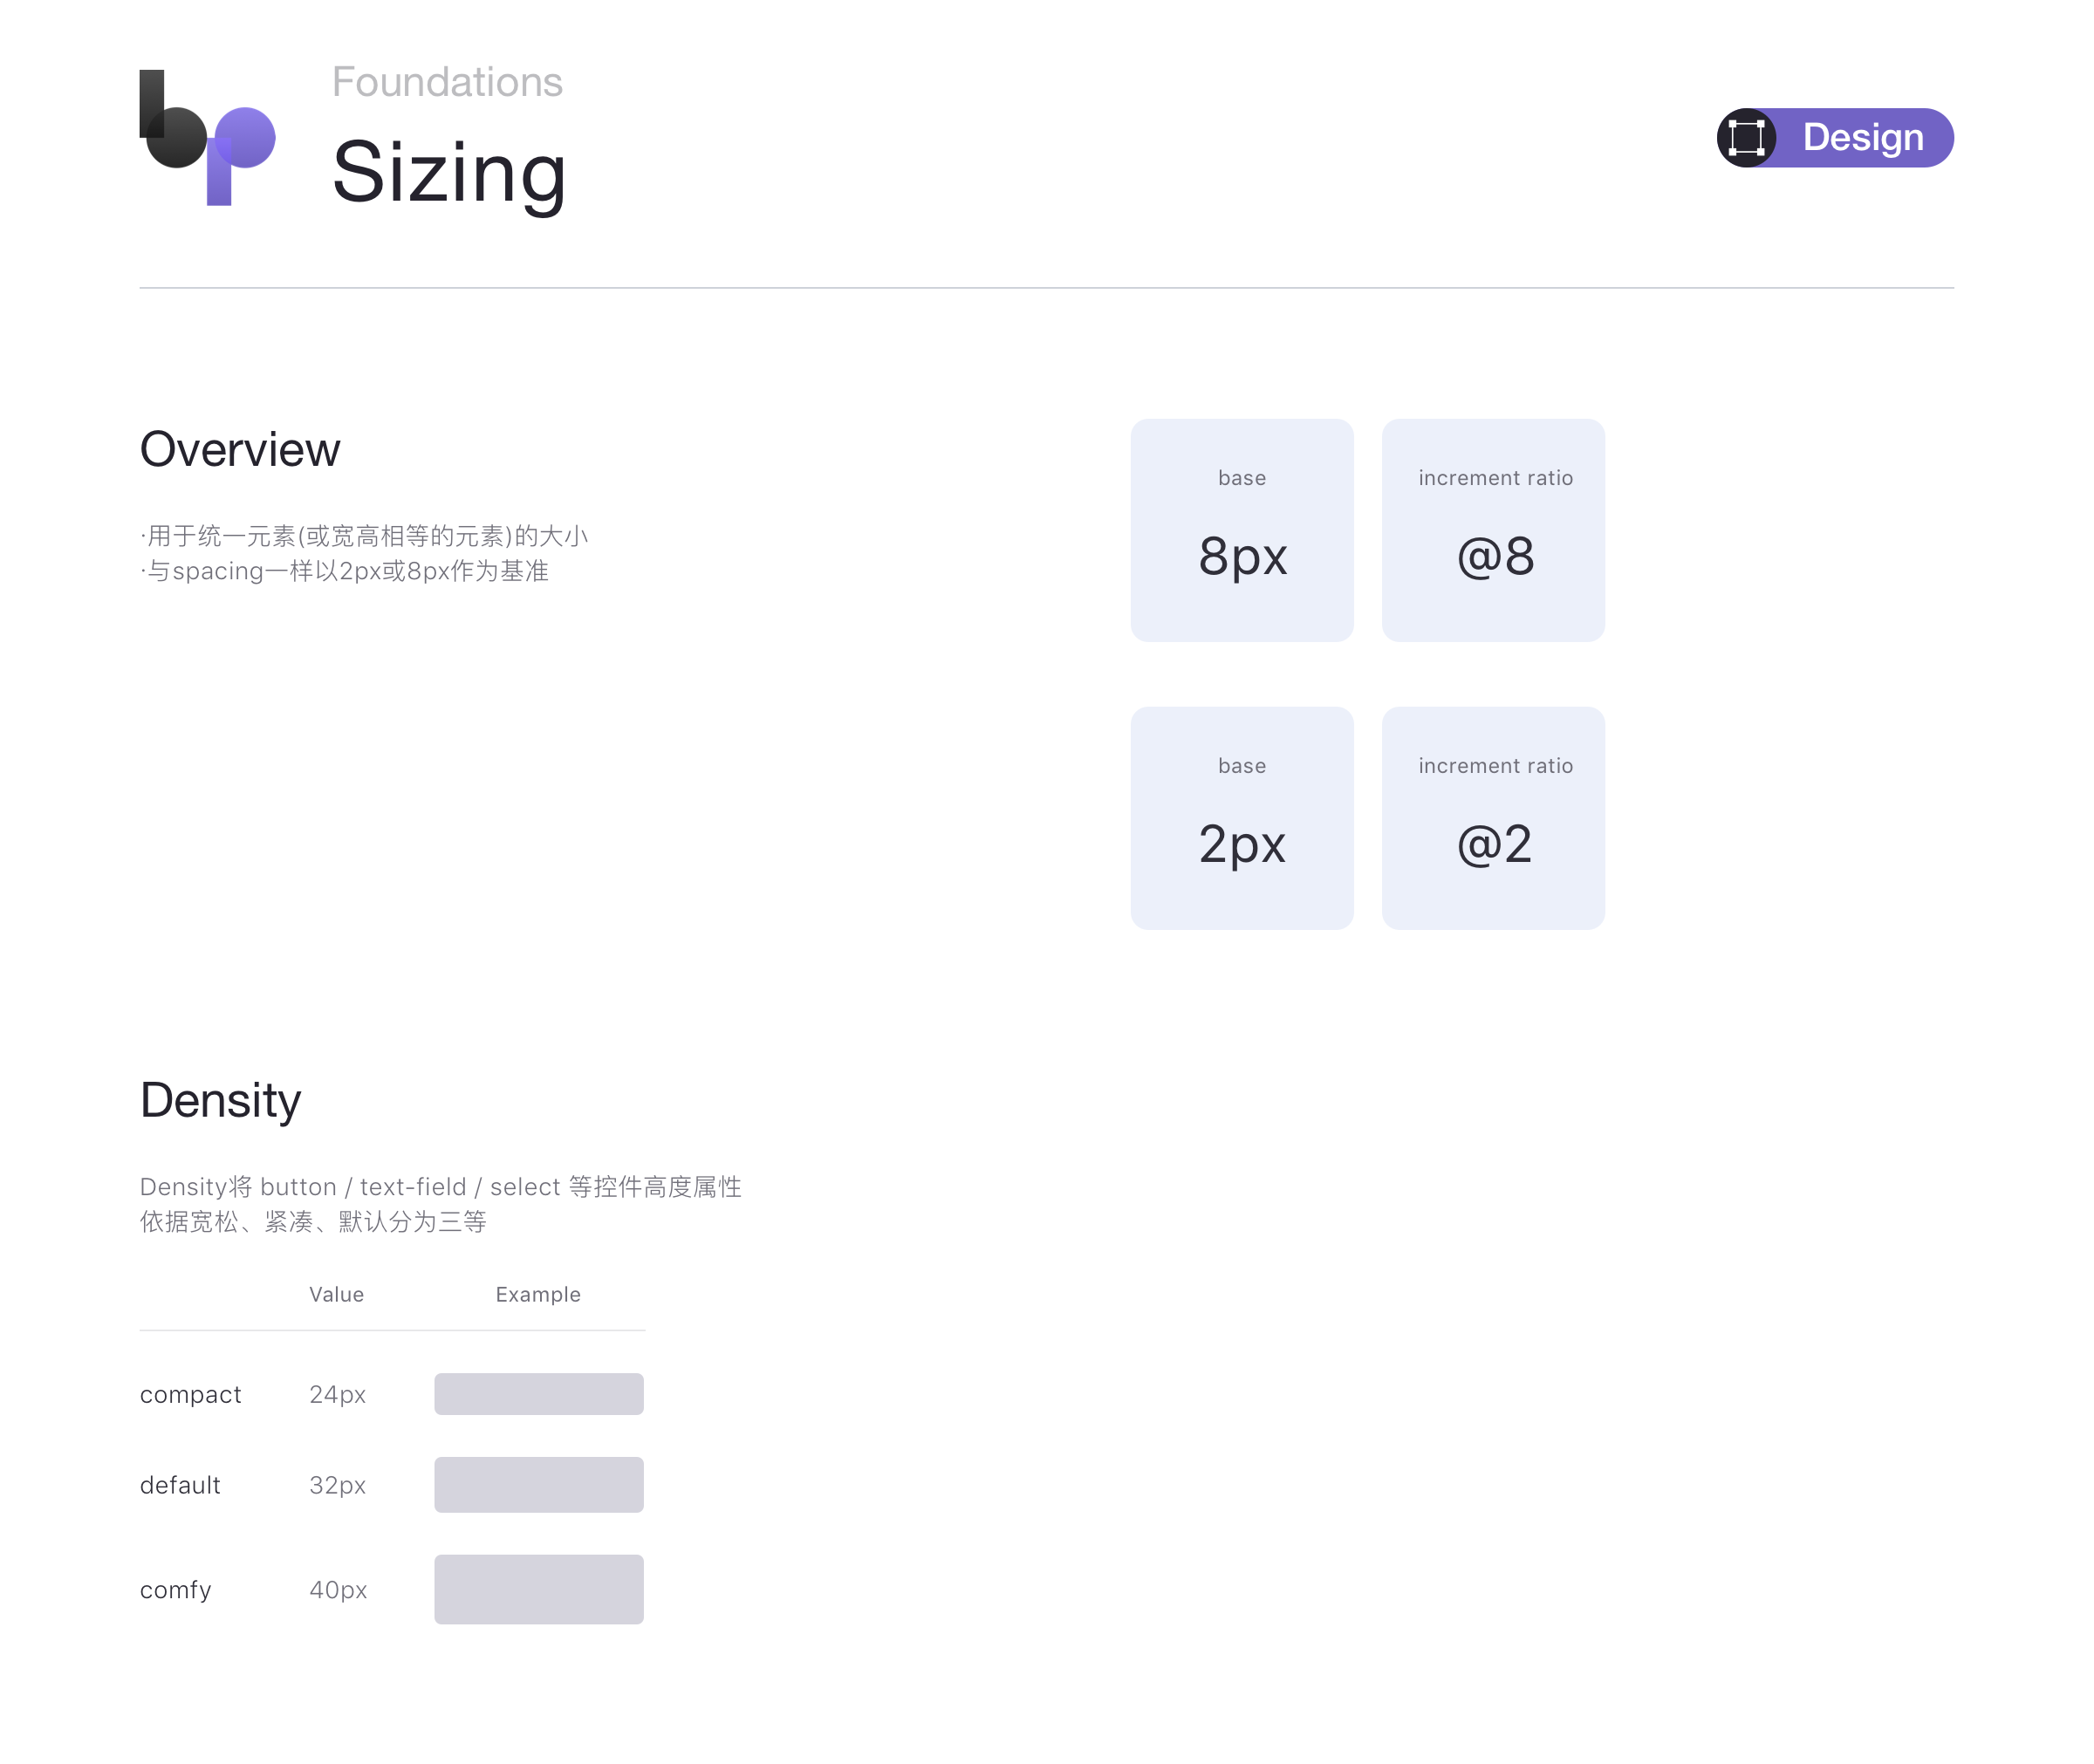 bp
Foundations
Sizing
Design
Overview
·用于统一元素(或宽高相等的元素)的大小
·与spacing一样以2px或8px作为基准
base
8px
increment ratio
@8
base
2px
increment ratio
@2
Density
Density将 button / text-field / select 等控件高度属性
依据宽松、紧凑、默认分为三等
Value Example
compact 24px
default 32px
comfy 40px